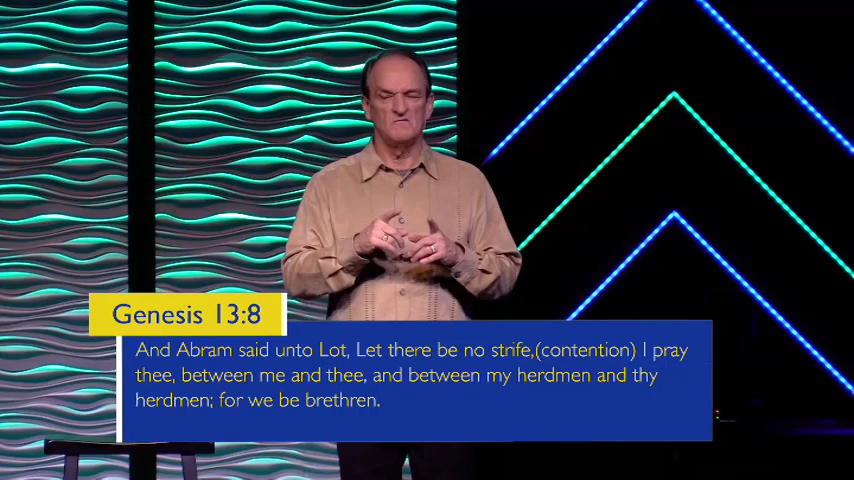 Genesis 13:8
And Abram said unto Lot, Let there be no strife,(contention) I pray
thee, between me and thee, and between my herdmen and thy
herdmen; for we be brethren.